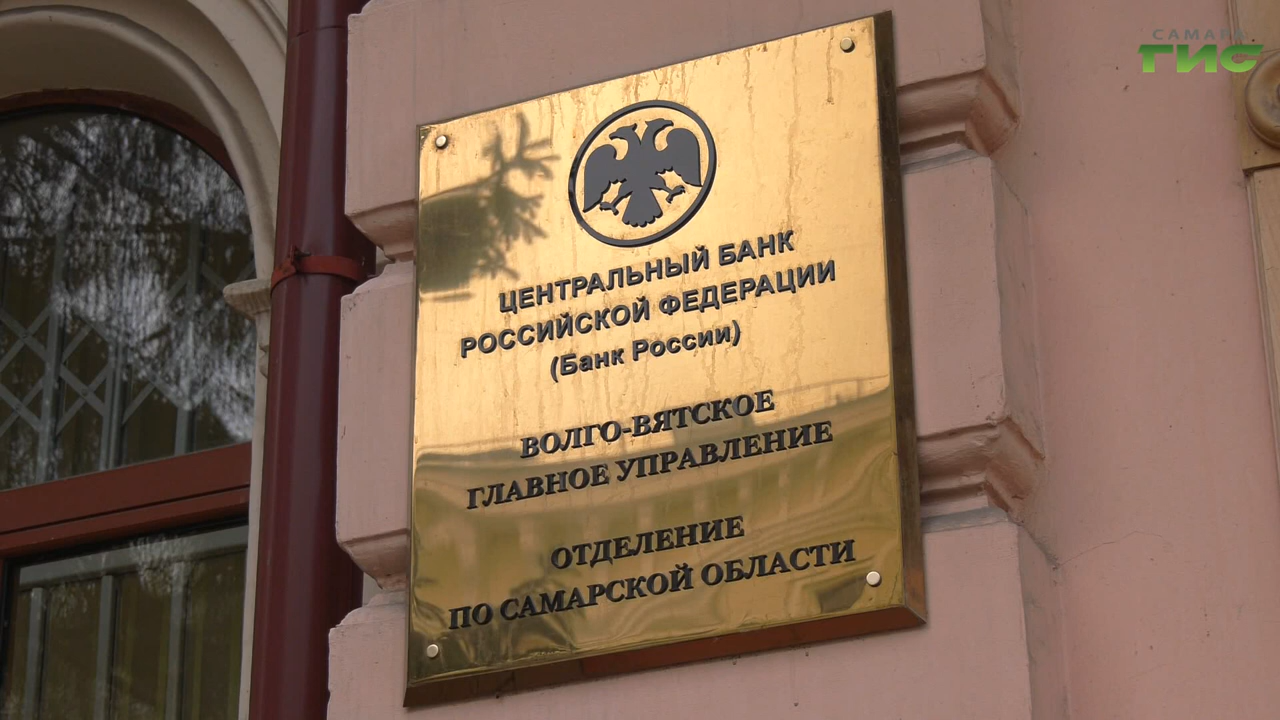 САМАРА
ГИС
ЦЕНТРАЛЬНЫЙ БАНК
РОССИЙСКОЙ ФЕДЕРАЦИИ
(Банк России)
ВОЛГО-ВЯТСКОЕ
ГЛАВНОЕ УПРАВЛЕНИЕ
ОТДЕЛЕНИЕ
ПО САМАРСКОЙ ОБЛАСТИ